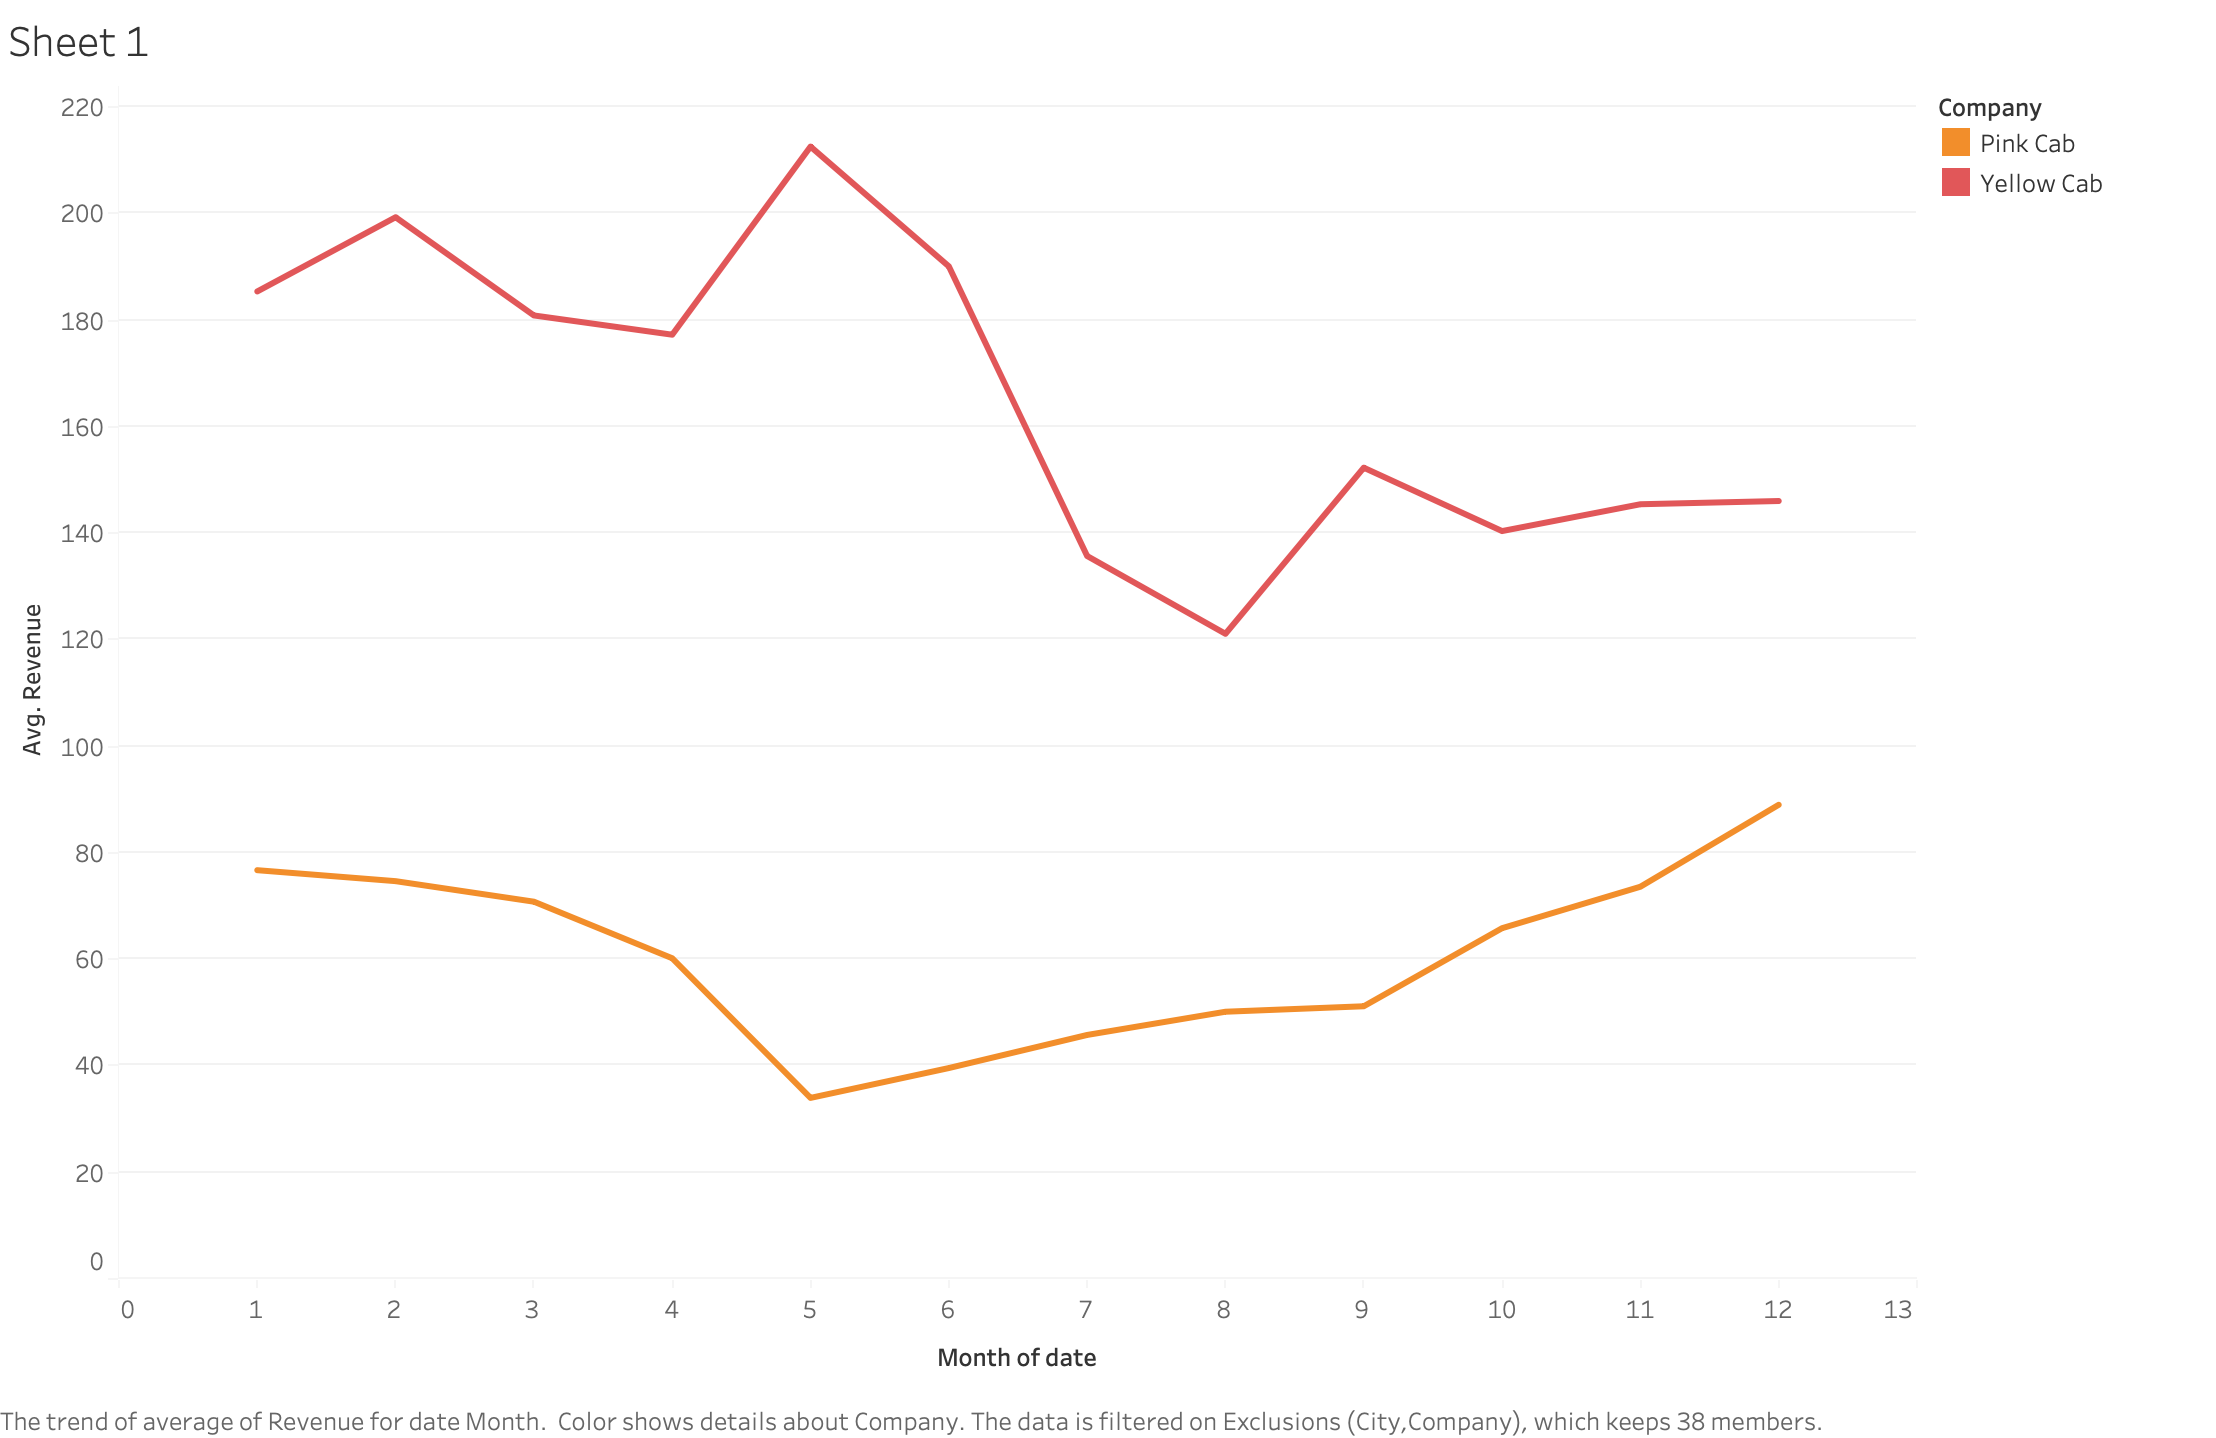 Sheet 1
220
200
180
160
140
120
100
80
60
40
20
0
Avg. Revenue
0 1 2 3 4 5 6 7 8 9 10 11 12 13
Month of date
Company
Pink Cab
Yellow Cab
The trend of average of Revenue for date Month.  Color shows details about Company. The data is filtered on Exclusions (City,Company), which keeps 38 members.